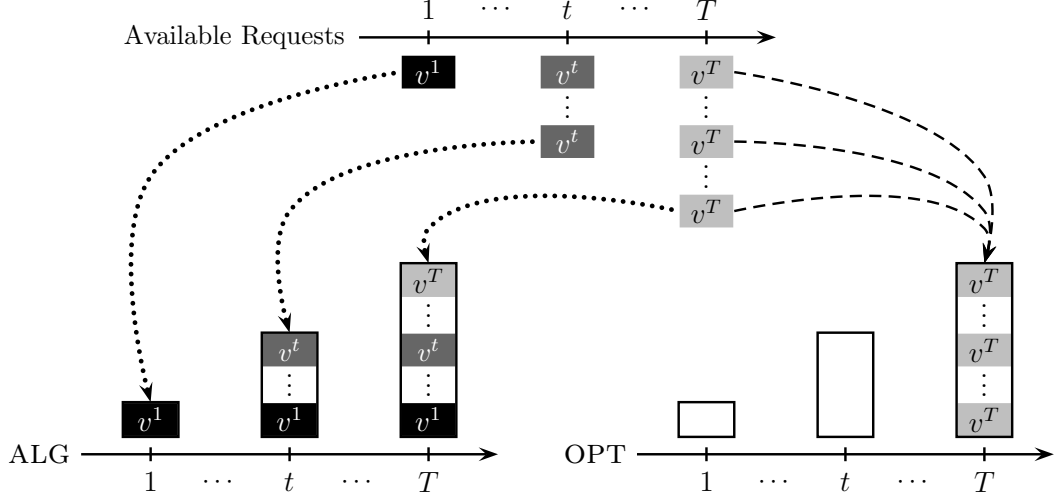 1 ⋯ t ⋯ T
Available Requests
v^1 v^t v^T
⋮ ⋮
v^t v^T
⋮
v^T
v^T v^T
⋮ ⋮
v^t v^t v^T
⋮ ⋮ ⋮
v^1 v^1 v^1 v^T
ALG OPT
1 ⋯ t ⋯ T 1 ⋯ t ⋯ T